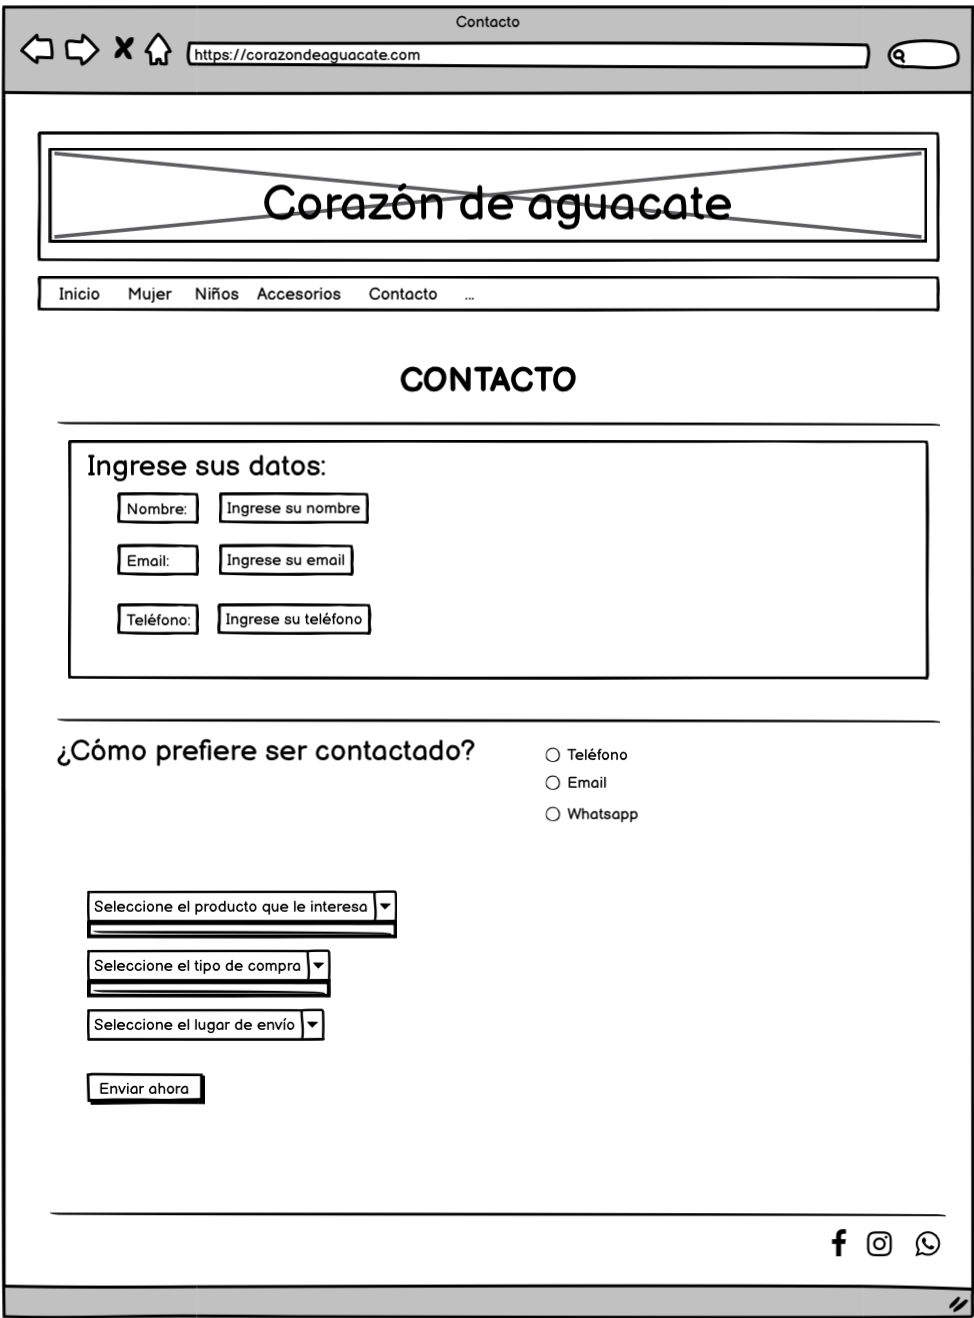 Contacto
https://corazondeaguacate.com
Corazón de aguacate
Inicio Mujer Niños Accesorios Contacto ...
CONTACTO
Ingrese sus datos:
Nombre: Ingrese su nombre
Email: Ingrese su email
Teléfono: Ingrese su teléfono
¿Cómo prefiere ser contactado?
Teléfono
Email
Whatsapp
Seleccione el producto que le interesa
Seleccione el tipo de compra
Seleccione el lugar de envío
Enviar ahora